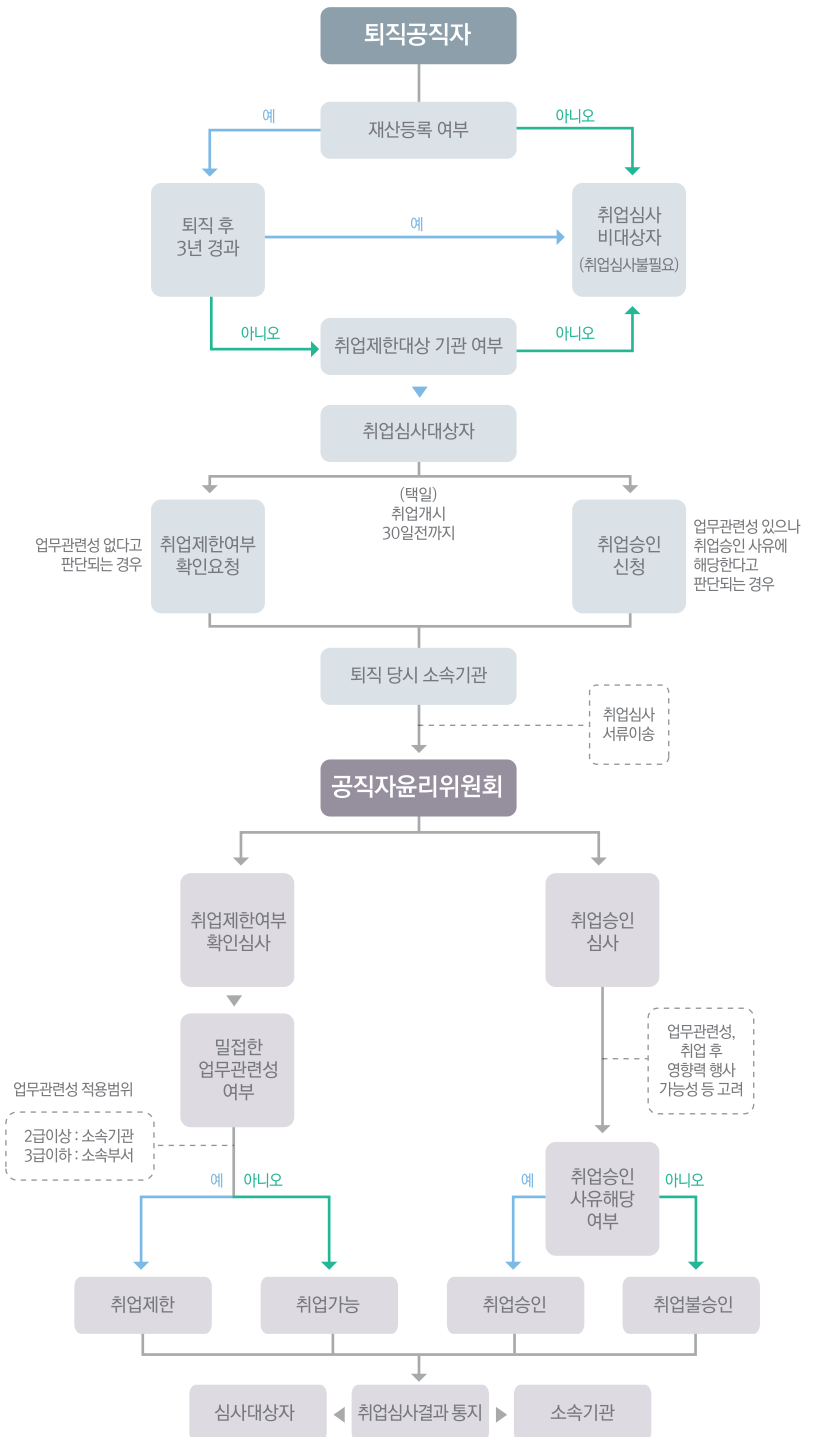 퇴직공직자
예
재산등록 여부
아니오
퇴직 후
3년 경과
예
취업심사
비대상자
(취업심사불필요)
아니오
취업제한대상 기관 여부
아니오
취업심사대상자
(택일)
취업개시
30일전까지
업무관련성 없다고
판단되는 경우
취업제한여부
확인요청
취업승인
신청
업무관련성 있으나
취업승인 사유에
해당한다고
판단되는 경우
퇴직 당시 소속기관
취업심사
서류이송
공직자윤리위원회
취업제한여부
확인심사
취업승인
심사
밀접한
업무관련성
여부
업무관련성,
취업 후
영향력 행사
가능성 등 고려
업무관련성 적용범위
2급이상 : 소속기관
3급이하 : 소속부서
예
아니오
예
취업승인
사유해당
여부
아니오
취업제한
취업가능
취업승인
취업불승인
심사대상자
취업심사결과 통지
소속기관